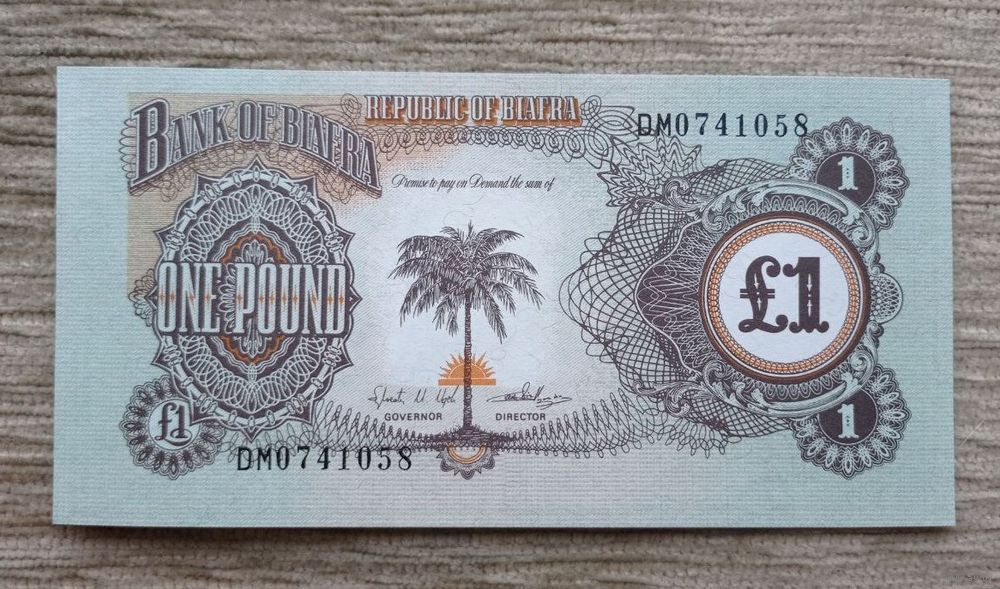 BANK OF BIAFRA
REPUBLIC OF BIAFRA
DM0741058
Promise to pay on Demand the sum of
1
ONE POUND
£1
GOVERNOR
DIRECTOR
£1
1
DM0741058